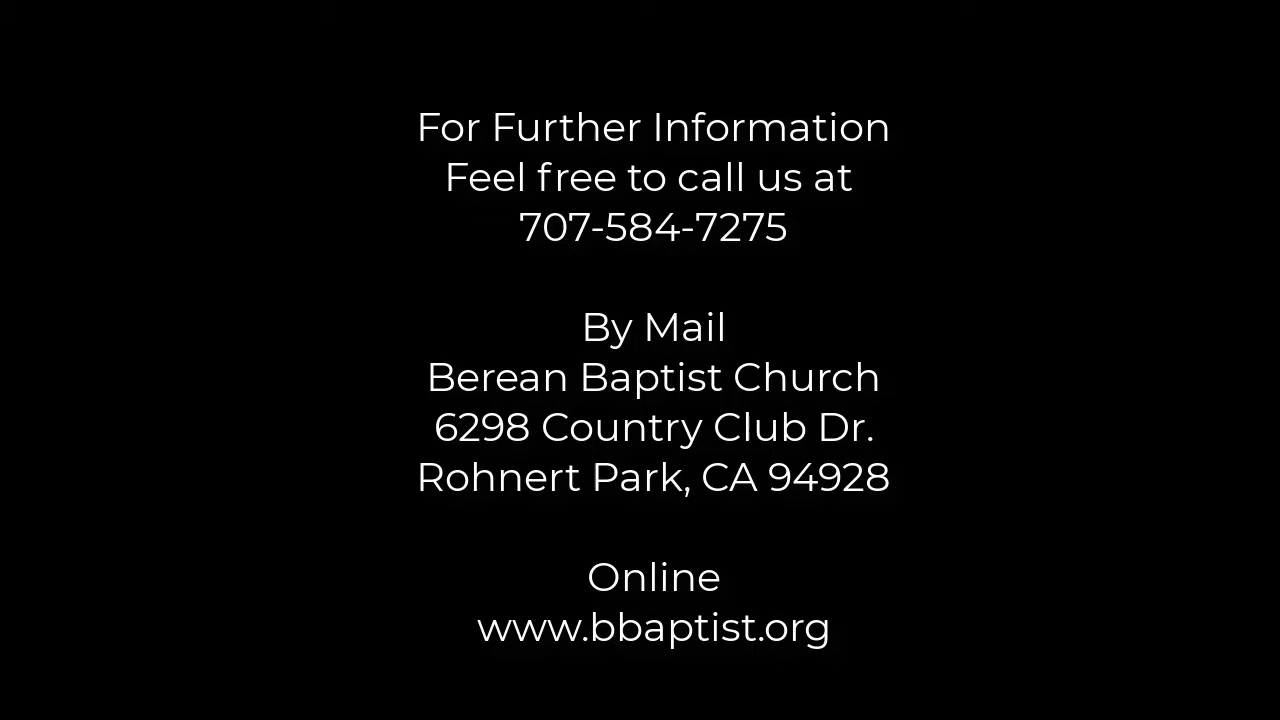 For Further Information
Feel free to call us at
707-584-7275
By Mail
Berean Baptist Church
6298 Country Club Dr.
Rohnert Park, CA 94928
Online
www.bbaptist.org